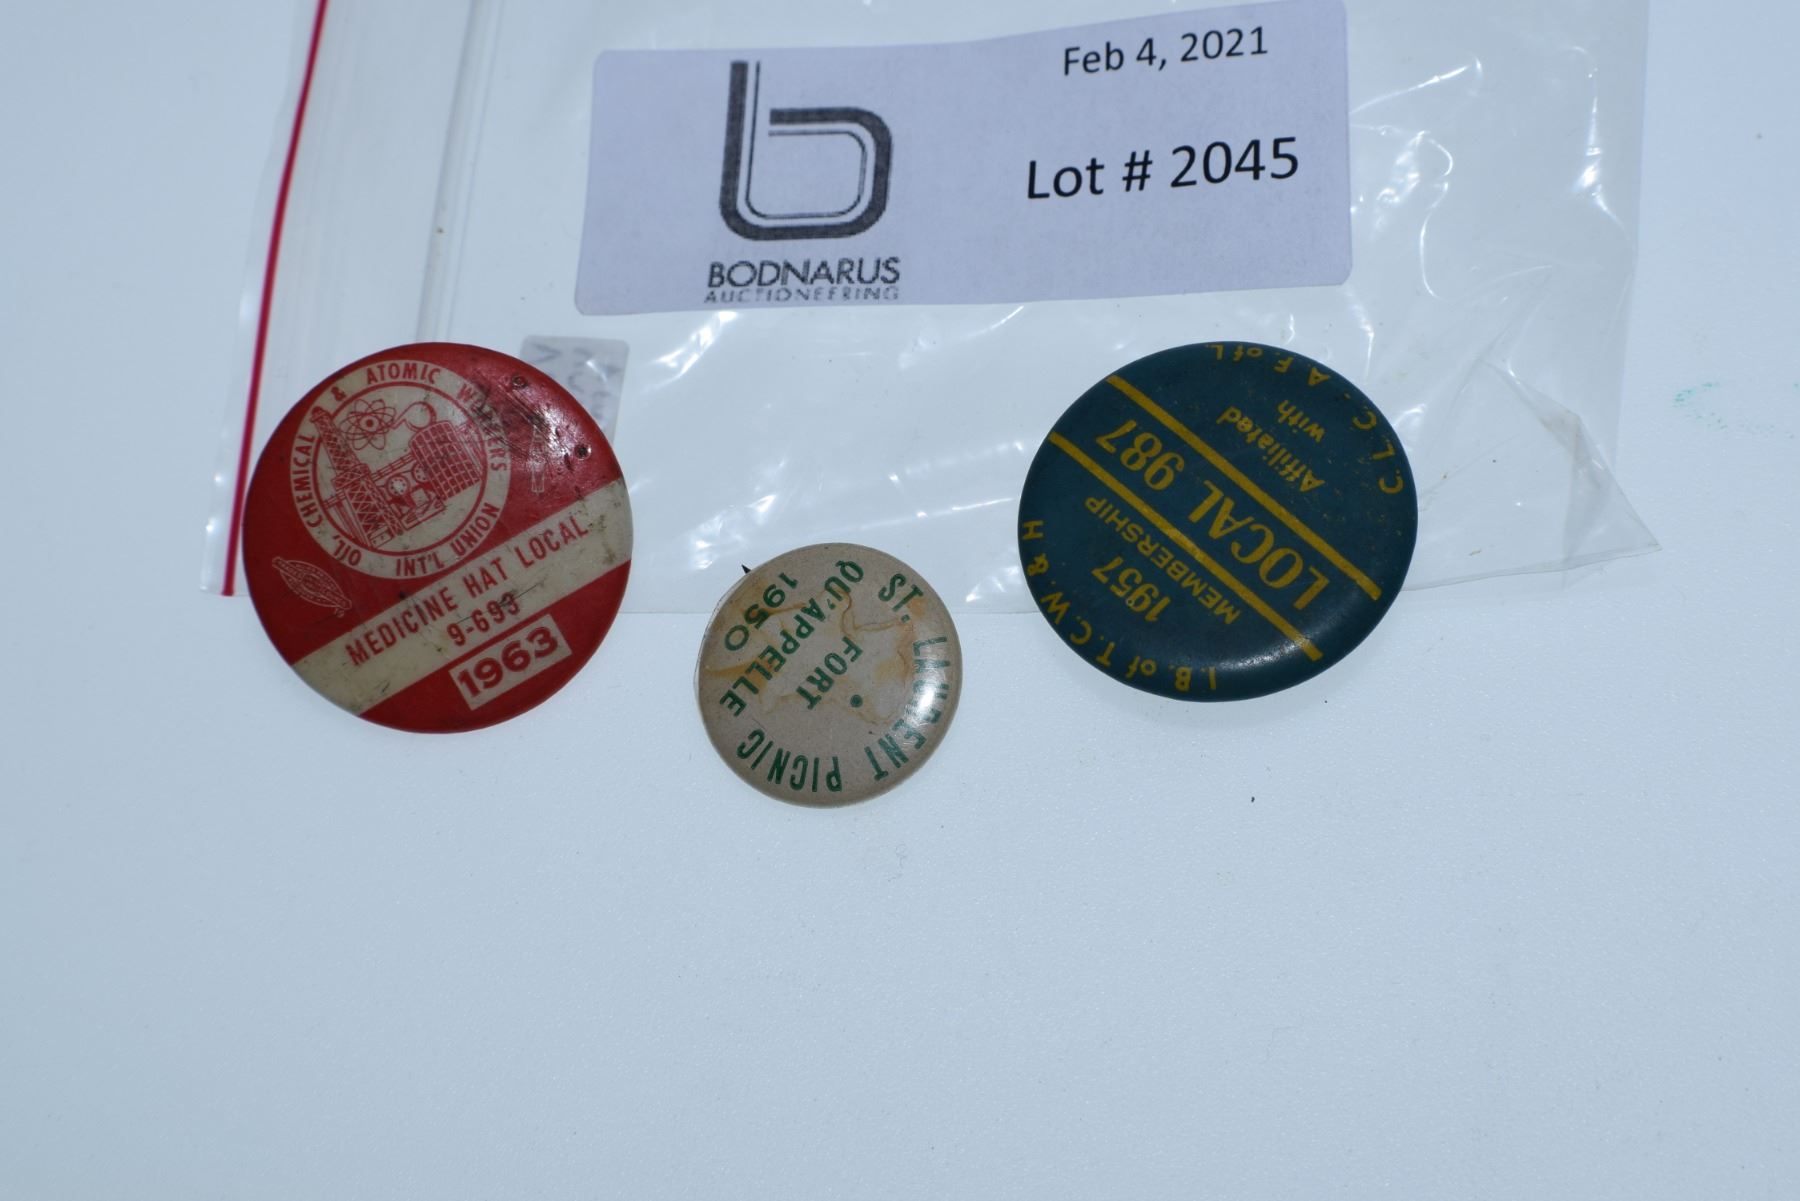 Feb 4, 2021
Lot # 2045
BODNARUS
AUCTIONEERING
OIL, CHEMICAL & ATOMIC WORKERS
INT'L UNION
MEDICINE HAT LOCAL
9-693
1963
ST. LAURENT PICNIC
• FORT
QU'APPELLE
1950
I.B. of T.C.W. & H
1957
MEMBERSHIP
LOCAL 987
Affiliated
with
C.L.C. - A.F. of L.